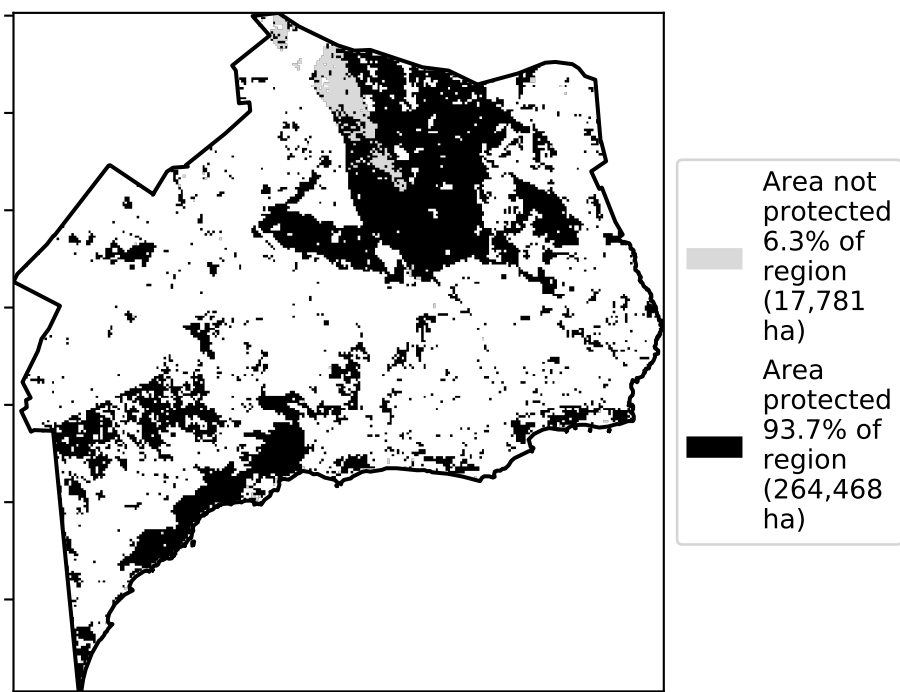 Area not
protected
6.3% of
region
(17,781
ha)
Area
protected
93.7% of
region
(264,468
ha)